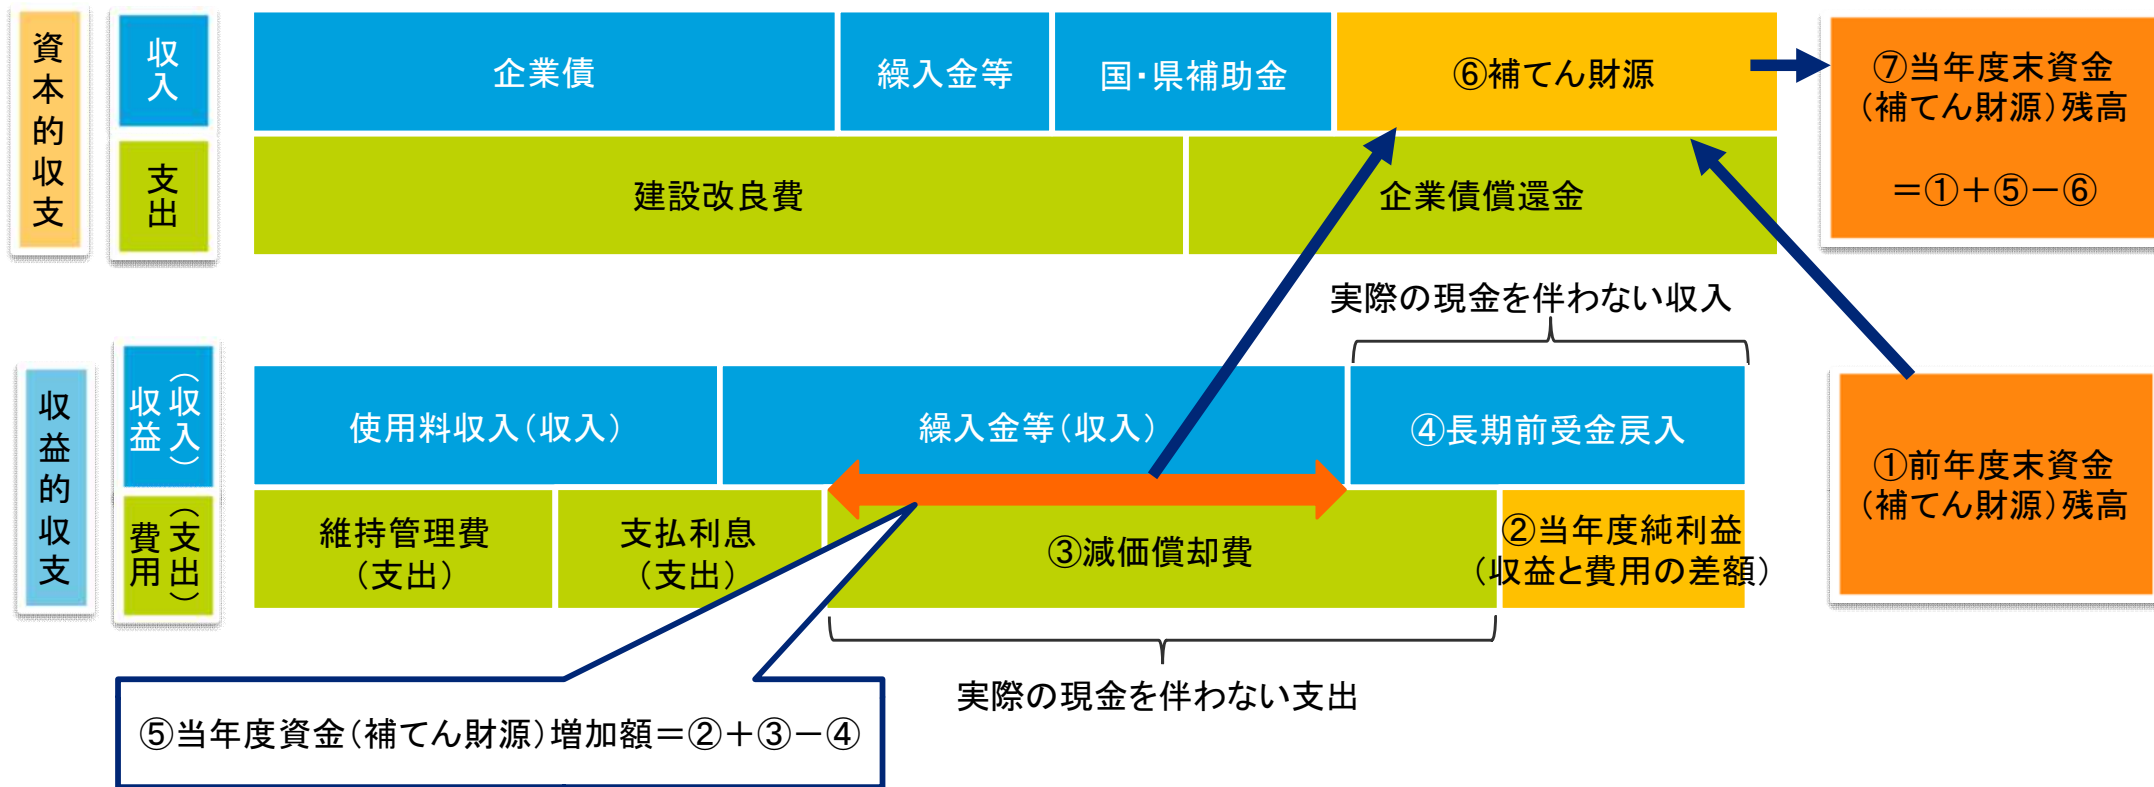 資本的収支
収入
企業債
繰入金等
国・県補助金
⑥補てん財源
⑦当年度末資金
（補てん財源）残高
＝①＋⑤－⑥
支出
建設改良費
企業債償還金
実際の現金を伴わない収入
収益的収支
収益
（収入）
使用料収入（収入）
繰入金等（収入）
④長期前受金戻入
①前年度末資金
（補てん財源）残高
費用
（支出）
維持管理費
（支出）
支払利息
（支出）
③減価償却費
②当年度純利益
（収益と費用の差額）
実際の現金を伴わない支出
⑤当年度資金（補てん財源）増加額＝②＋③－④